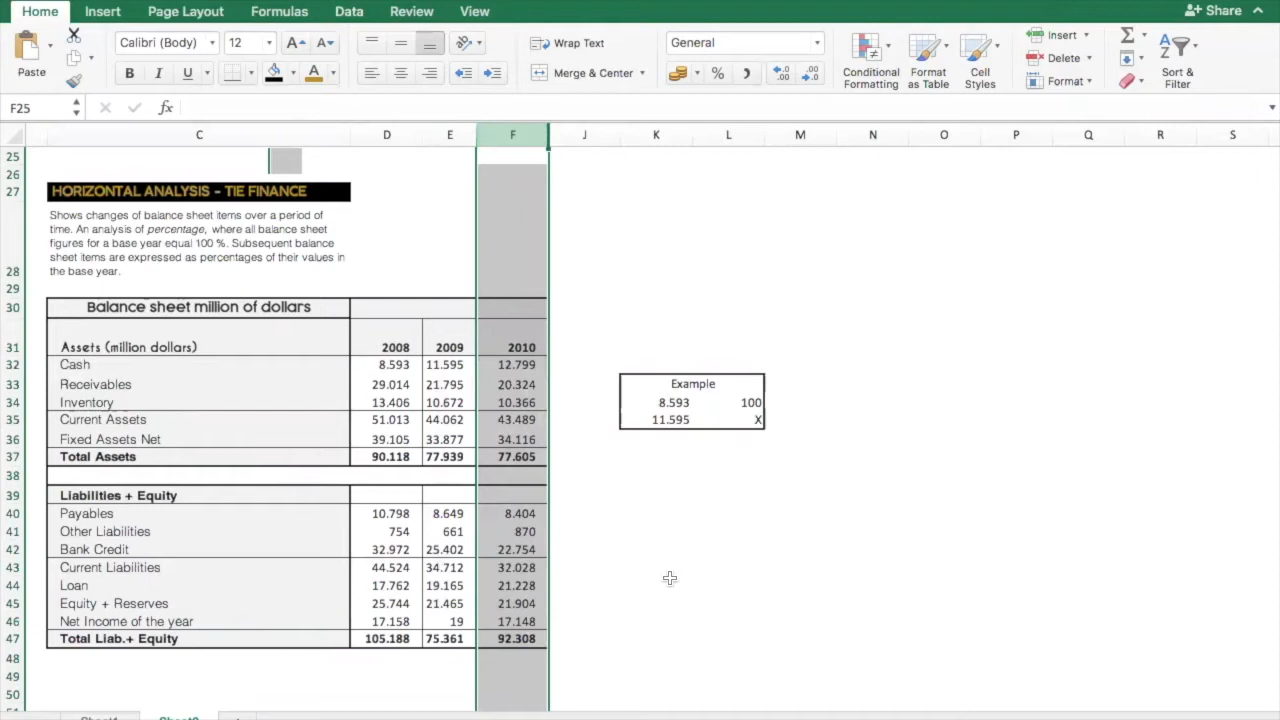 Home Insert Page Layout Formulas Data Review View Share
Calibri (Body) 12 A A Wrap Text General Insert
Paste B I U A Merge & Center % Conditional Formatting Format as Table Cell Styles Delete Format Sort & Filter
F25 fx
C D E F J K L M N O P Q R S
25
26
27 HORIZONTAL ANALYSIS - TIE FINANCE
Shows changes of balance sheet items over a period of
time. An analysis of percentage, where all balance sheet
figures for a base year equal 100 %. Subsequent balance
sheet items are expressed as percentages of their values in
28 the base year.
29
30 Balance sheet million of dollars
31 Assets (million dollars) 2008 2009 2010
32 Cash 8.593 11.595 12.799
33 Receivables 29.014 21.795 20.324 Example
34 Inventory 13.406 10.672 10.366 8.593 100
35 Current Assets 51.013 44.062 43.489 11.595 X
36 Fixed Assets Net 39.105 33.877 34.116
37 Total Assets 90.118 77.939 77.605
38
39 Liabilities + Equity
40 Payables 10.798 8.649 8.404
41 Other Liabilities 754 661 870
42 Bank Credit 32.972 25.402 22.754
43 Current Liabilities 44.524 34.712 32.028
44 Loan 17.762 19.165 21.228
45 Equity + Reserves 25.744 21.465 21.904
46 Net Income of the year 17.158 19 17.148
47 Total Liab.+ Equity 105.188 75.361 92.308
48
49
50